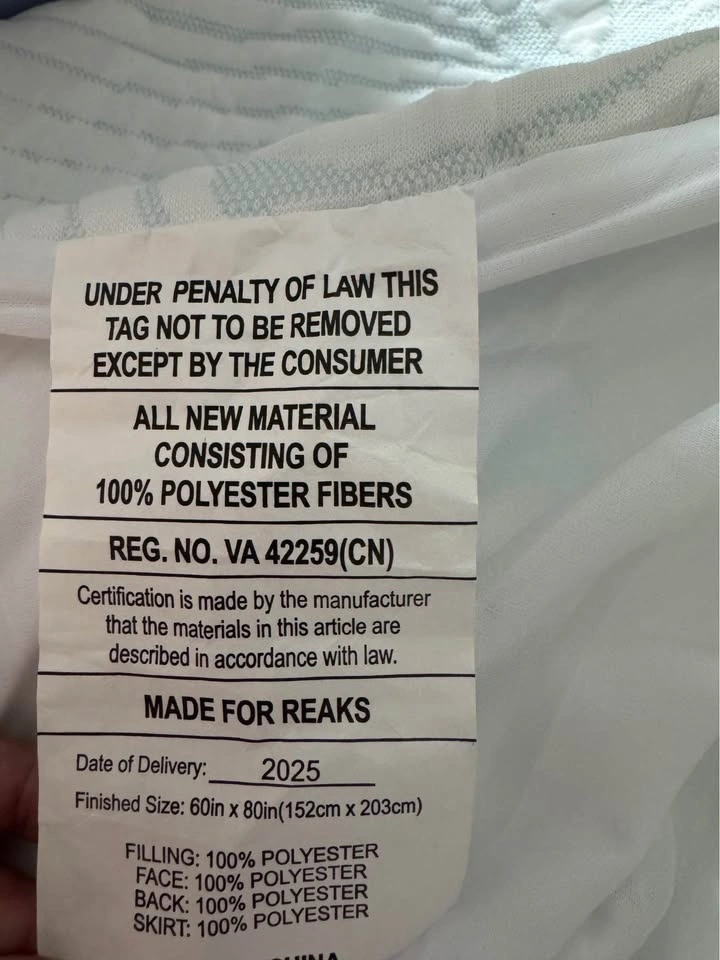 UNDER PENALTY OF LAW THIS
TAG NOT TO BE REMOVED
EXCEPT BY THE CONSUMER
ALL NEW MATERIAL
CONSISTING OF
100% POLYESTER FIBERS
REG. NO. VA 42259(CN)
Certification is made by the manufacturer
that the materials in this article are
described in accordance with law.
MADE FOR REAKS
Date of Delivery: 2025
Finished Size: 60in x 80in(152cm x 203cm)
FILLING: 100% POLYESTER
FACE: 100% POLYESTER
BACK: 100% POLYESTER
SKIRT: 100% POLYESTER
CHINA